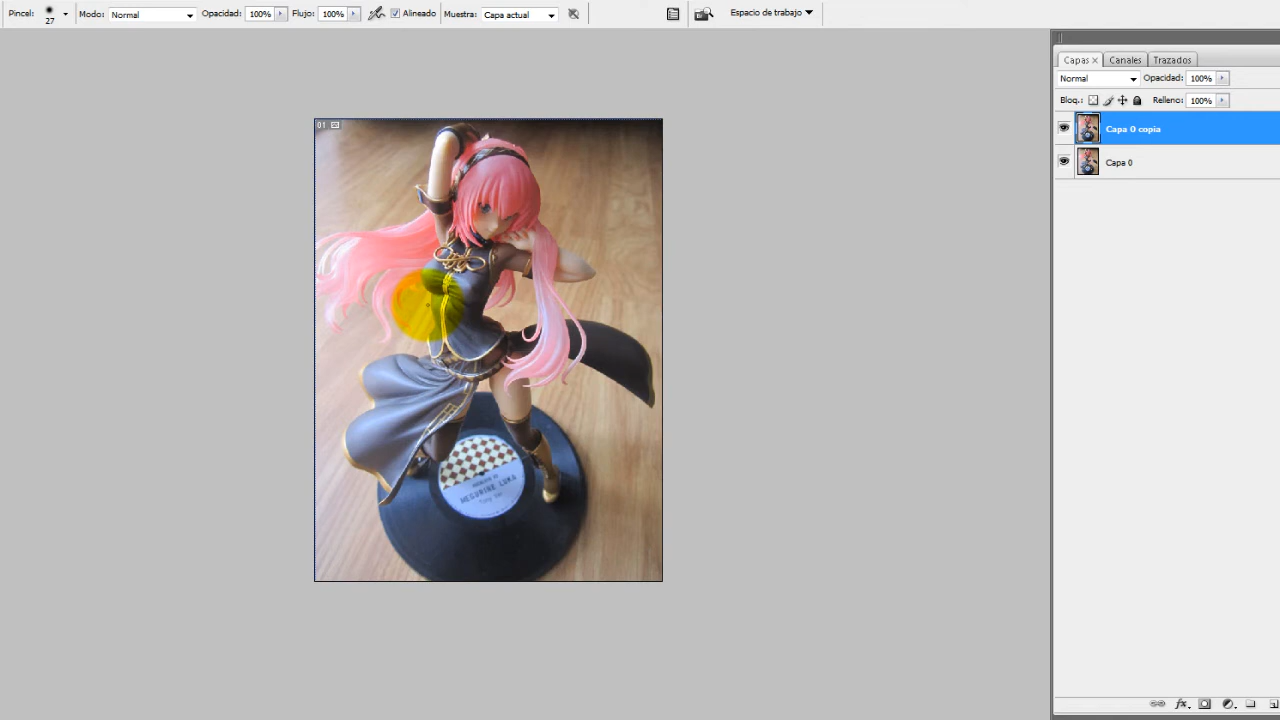 Pincel: 27 Modo: Normal Opacidad: 100% Flujo: 100% Alineado Muestra: Capa actual Espacio de trabajo
Capas Canales Trazados
Normal Opacidad: 100%
Bloq.: Relleno: 100%
Capa 0 copia
Capa 0
01
MEGURINE LUKA